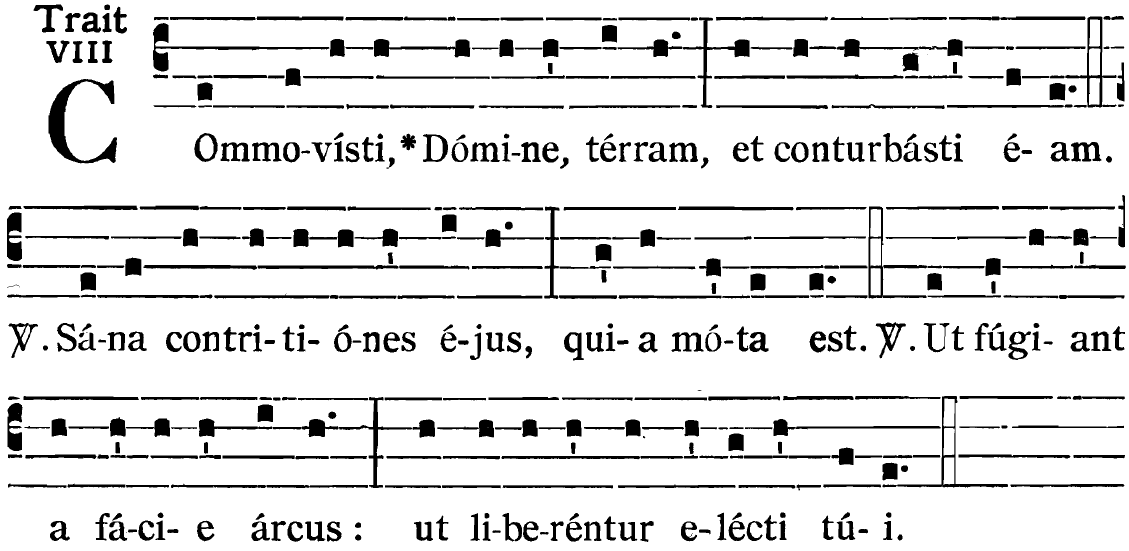 Trait
VIII
COmmo-vísti,* Dómi-ne, térram, et conturbásti é- am.
℣. Sá-na contri-ti- ó-nes é-jus, qui- a mó-ta est. ℣. Ut fúgi- ant
a fá-ci- e árcus : ut li-be-réntur e-lécti tú- i.